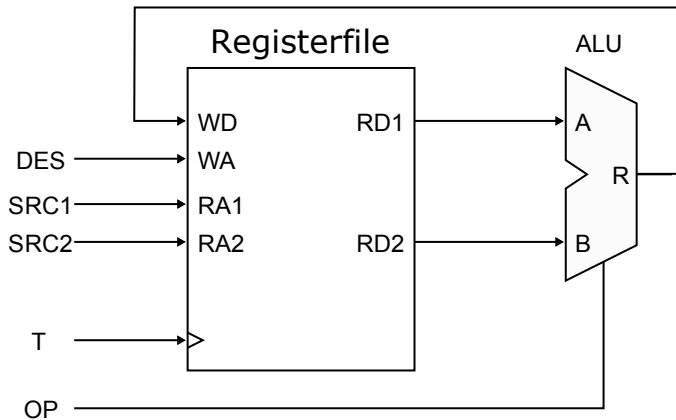 Registerfile
ALU
WD
RD1
A
DES
WA
R
SRC1
RA1
SRC2
RA2
RD2
B
T
OP